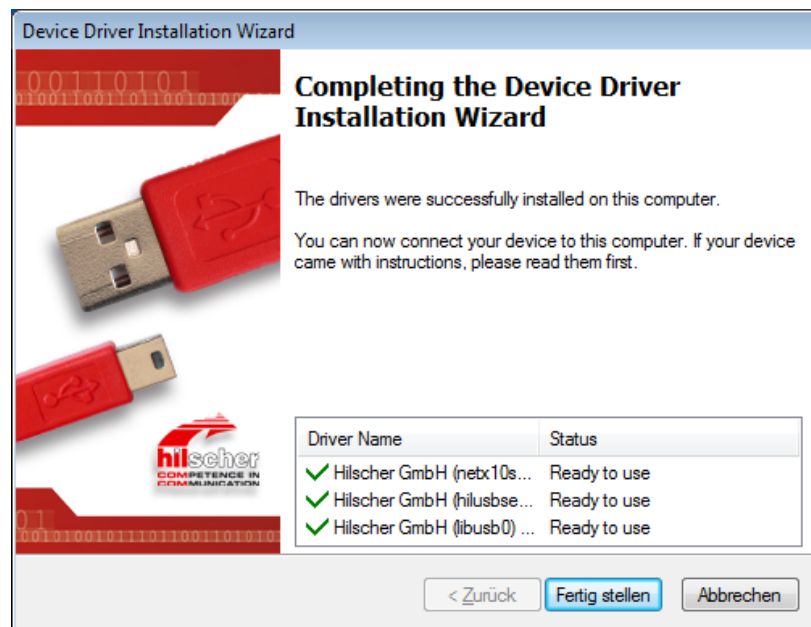 Device Driver Installation Wizard
00110101
Completing the Device Driver
Installation Wizard
The drivers were successfully installed on this computer.
You can now connect your device to this computer. If your device
came with instructions, please read them first.
hilscher
COMPETENCE IN
COMMUNICATION
Driver Name Status
Hilscher GmbH (netx10s... Ready to use
Hilscher GmbH (hilusbse... Ready to use
Hilscher GmbH (libusb0) ... Ready to use
01
< Zurück Fertig stellen Abbrechen